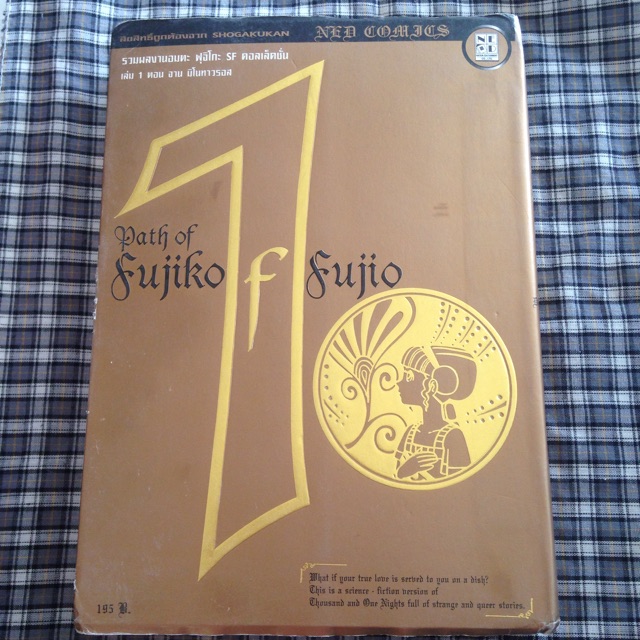 ลิขสิทธิ์ถูกต้องจาก SHOGAKUKAN NED COMICS
รวมผลงานอมตะ ฟุจิโกะ SF คอลเล็คชั่น
เล่ม 1 ตอน จาน มิโนทารอส
1
Path of
Fujiko F Fujio
What if your true love is served to you on a dish?
This is a science - fiction version of
Thousand and One Nights full of strange and queer stories.
195 B.